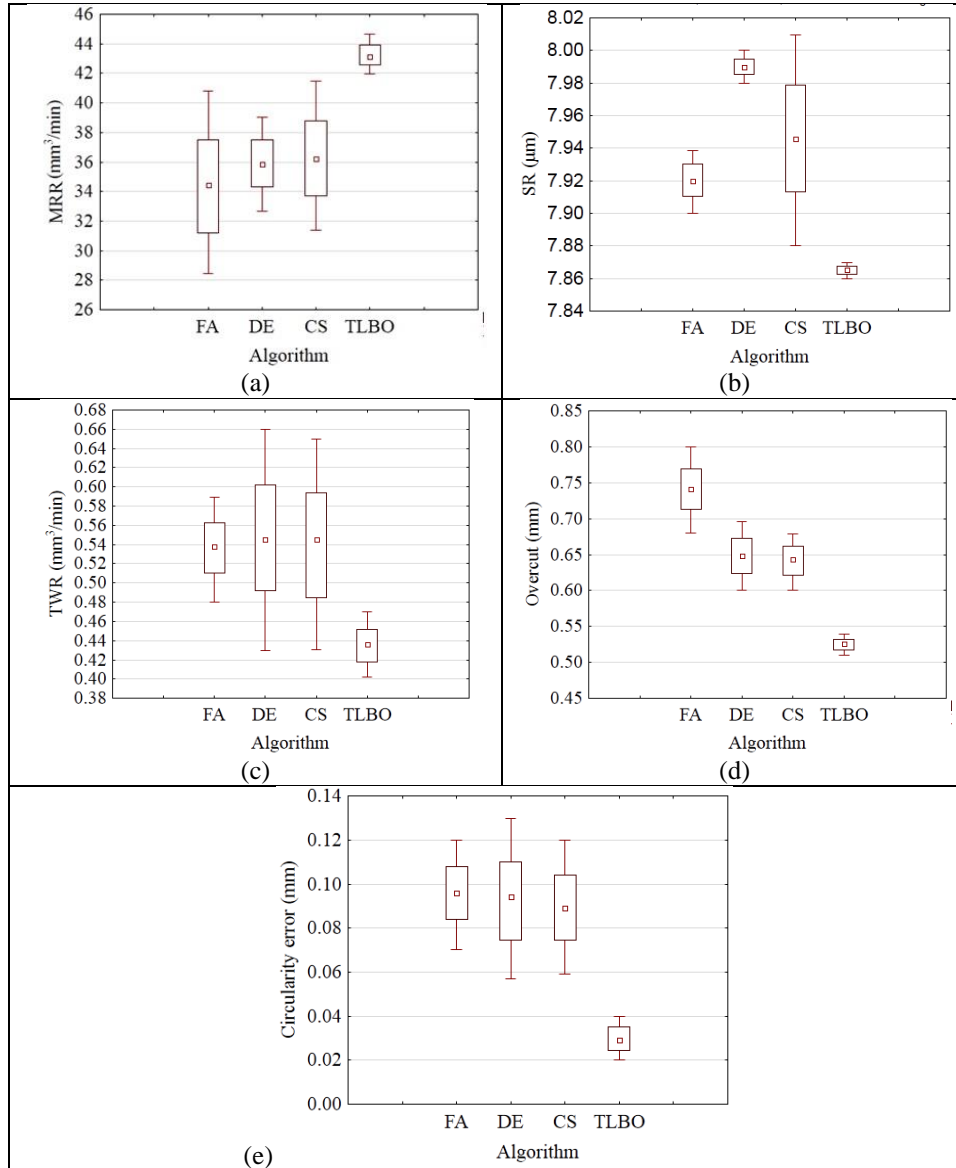 44
42
40
38
36
34
32
30
28
26
MRR (mm³/min)
FA DE CS TLBO
Algorithm
(a)
8.02
8.00
7.98
7.94
7.92
7.90
7.88
7.86
7.84
SR (µm)
FA DE CS TLBO
Algorithm
(b)
0.68
0.66
0.64
0.62
0.60
0.58
0.56
0.54
0.52
0.50
0.48
0.46
0.44
0.42
0.40
0.38
TWR (mm³/min)
FA DE CS TLBO
Algorithm
(c)
0.85
0.80
0.75
0.70
0.65
0.60
0.55
0.50
0.45
Overcut (mm)
FA DE CS TLBO
Algorithm
(d)
0.14
0.12
0.10
0.08
0.06
0.04
0.02
0.00
Circularity error (mm)
FA DE CS TLBO
Algorithm
(e)